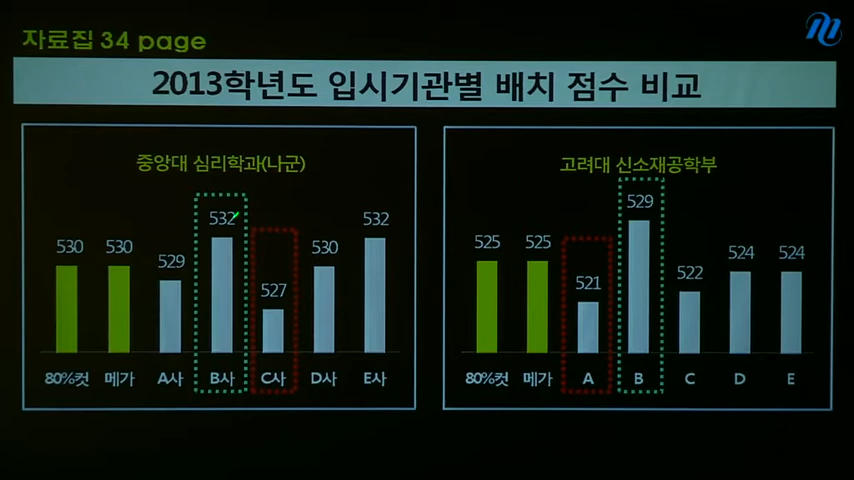 자료집 34 page
2013학년도 입시기관별 배치 점수 비교
중앙대 심리학과(나군)
530 530 529 532 527 530 532
80%컷 메가 A사 B사 C사 D사 E사
고려대 신소재공학부
525 525 521 529 522 524 524
80%컷 메가 A B C D E